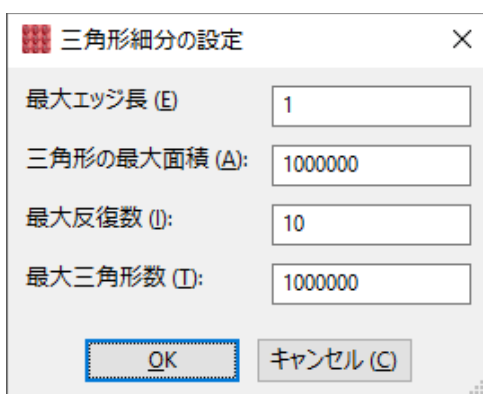 三角形細分の設定
最大エッジ長 (E) 1
三角形の最大面積 (A): 1000000
最大反復数 (I): 10
最大三角形数 (T): 1000000
OK キャンセル (C)